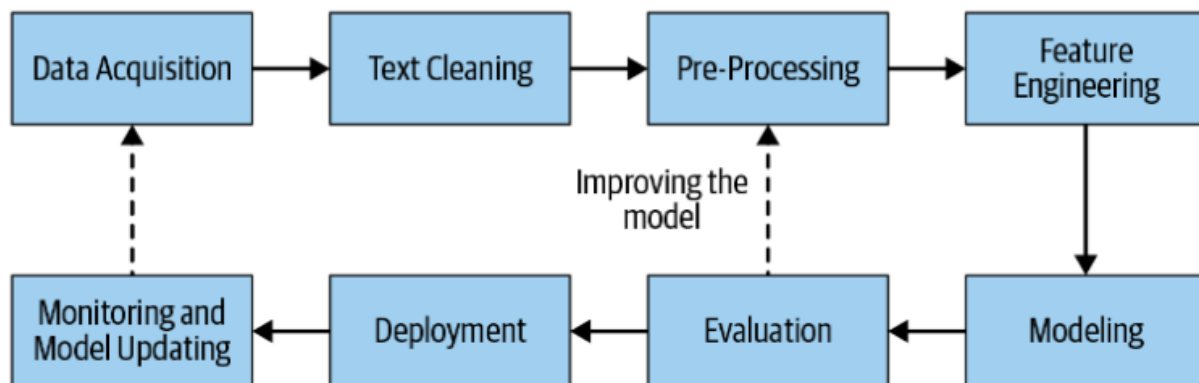 Data Acquisition
Text Cleaning
Pre-Processing
Feature
Engineering
Improving the
model
Monitoring and
Model Updating
Deployment
Evaluation
Modeling